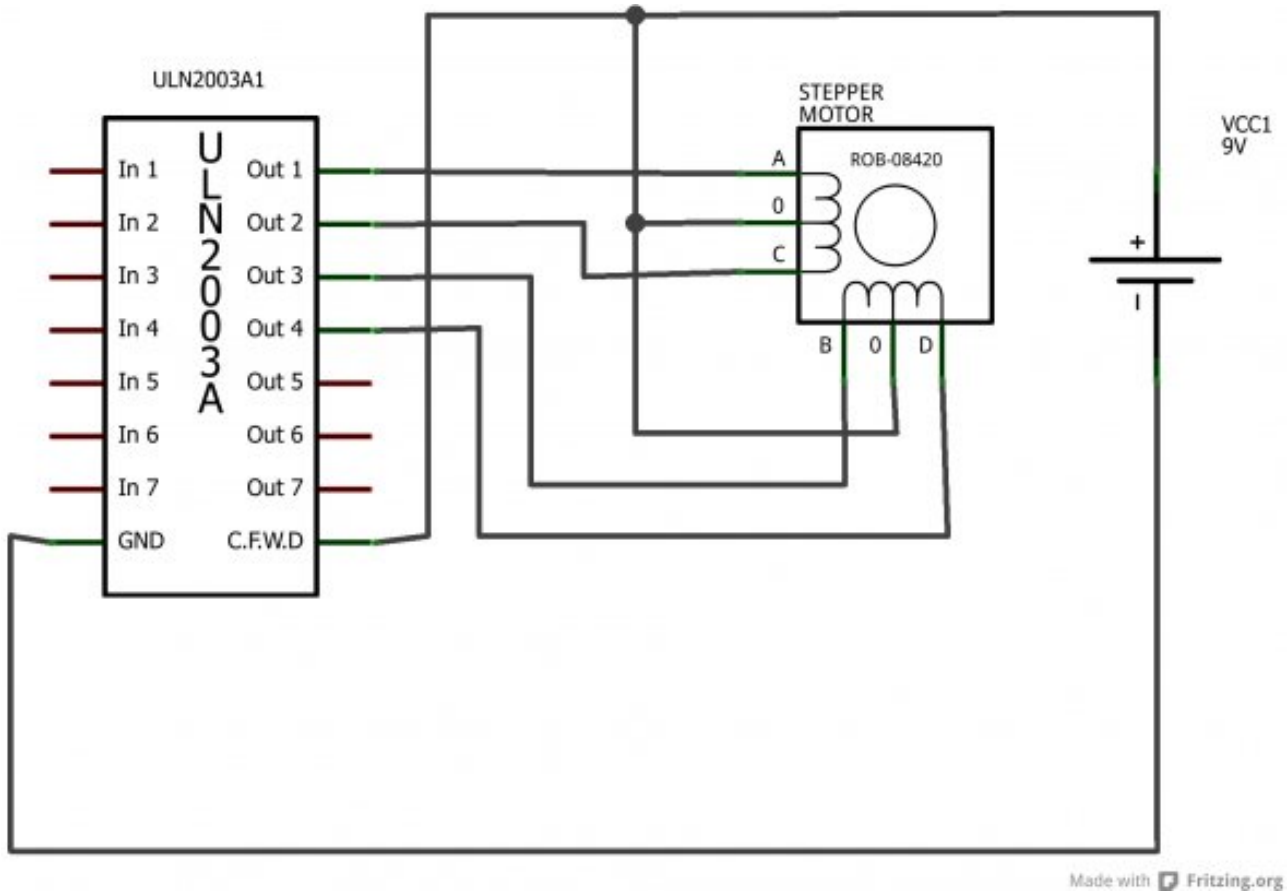 ULN2003A1
STEPPER
MOTOR
VCC1
9V
ULN2003A
In 1
Out 1
In 2
Out 2
In 3
Out 3
In 4
Out 4
In 5
Out 5
In 6
Out 6
In 7
Out 7
GND
C.F.W.D
A
ROB-08420
0
C
B
0
D
+
I
Made with Fritzing.org